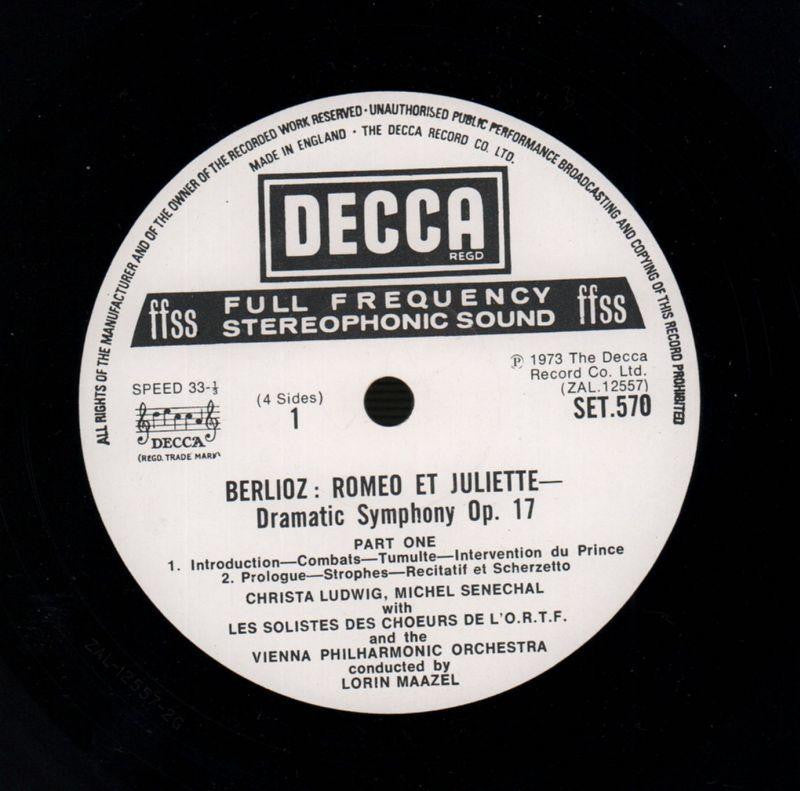 ALL RIGHTS OF THE MANUFACTURER AND OF THE OWNER OF THE RECORDED WORK RESERVED · UNAUTHORISED PUBLIC PERFORMANCE BROADCASTING AND COPYING OF THIS RECORD PROHIBITED
MADE IN ENGLAND · THE DECCA RECORD CO. LTD.
DECCA
REGD
ffss FULL FREQUENCY STEREOPHONIC SOUND ffss
℗ 1973 The Decca
Record Co. Ltd.
(ZAL.12557)
SET.570
SPEED 33-⅓
DECCA
(REGD. TRADE MARK)
(4 Sides)
1
BERLIOZ: ROMEO ET JULIETTE—
Dramatic Symphony Op. 17
PART ONE
1. Introduction—Combats—Tumulte—Intervention du Prince
2. Prologue—Strophes—Recitatif et Scherzetto
CHRISTA LUDWIG, MICHEL SENECHAL
with
LES SOLISTES DES CHOEURS DE L'O.R.T.F.
and the
VIENNA PHILHARMONIC ORCHESTRA
conducted by
LORIN MAAZEL
ZAL-12557-2G